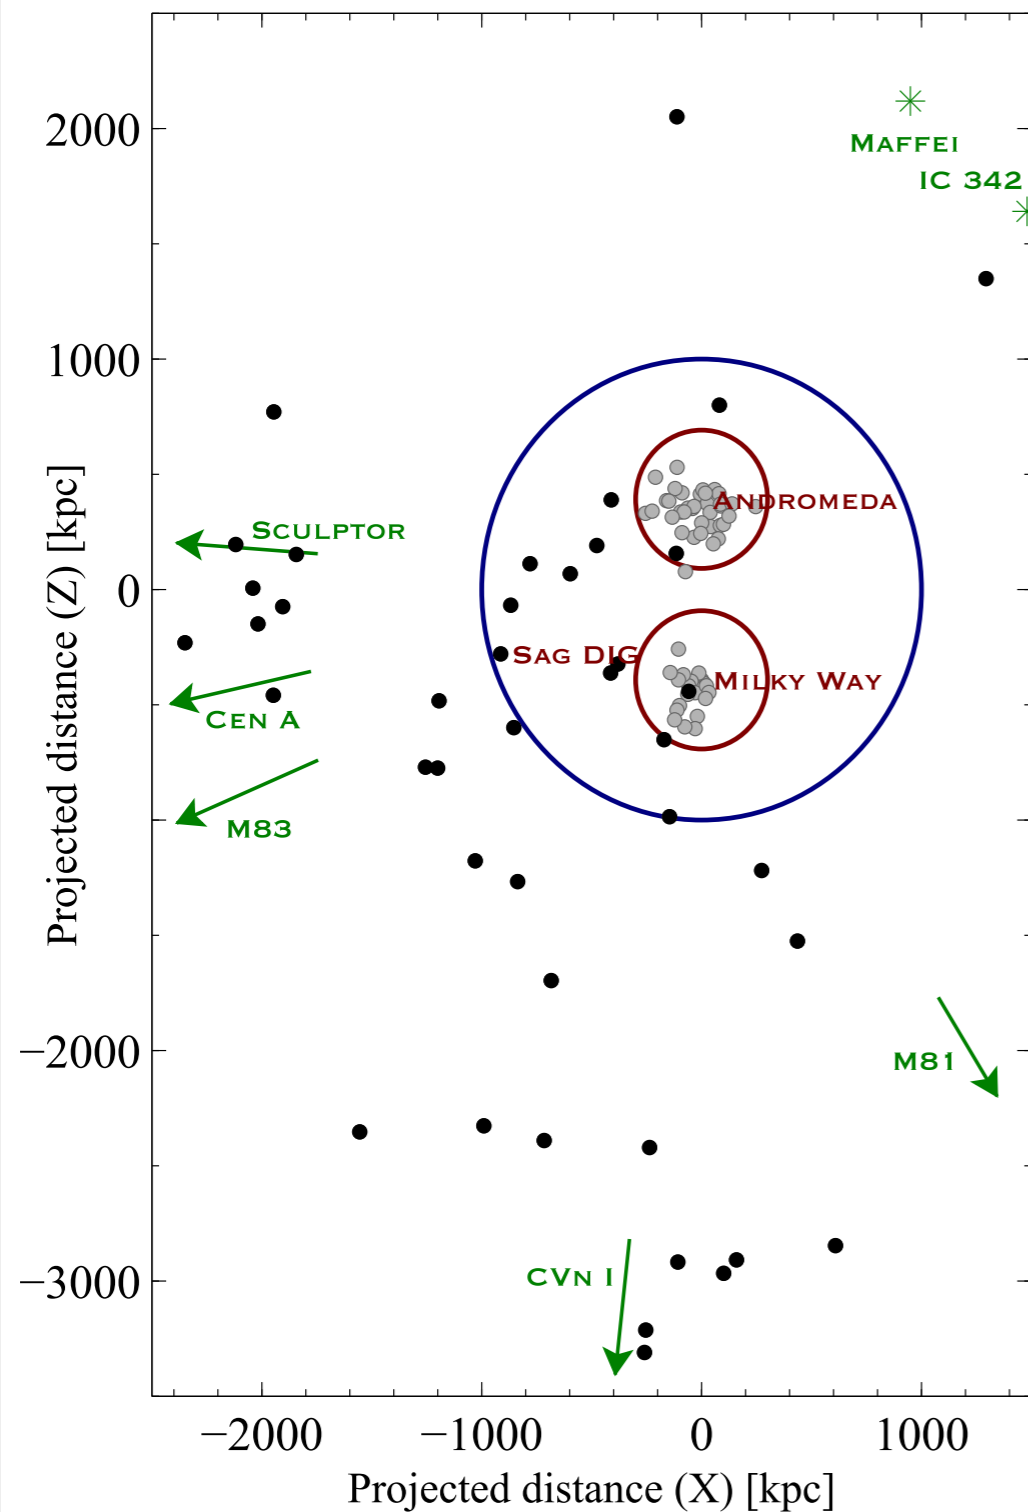 2000
MAFFEI
IC 342
1000
ANDROMEDA
SCULPTOR
0
SAG DIG
MILKY WAY
CEN A
M83
−2000
M81
CVN I
−3000
−2000 −1000 0 1000
Projected distance (X) [kpc]
Projected distance (Z) [kpc]